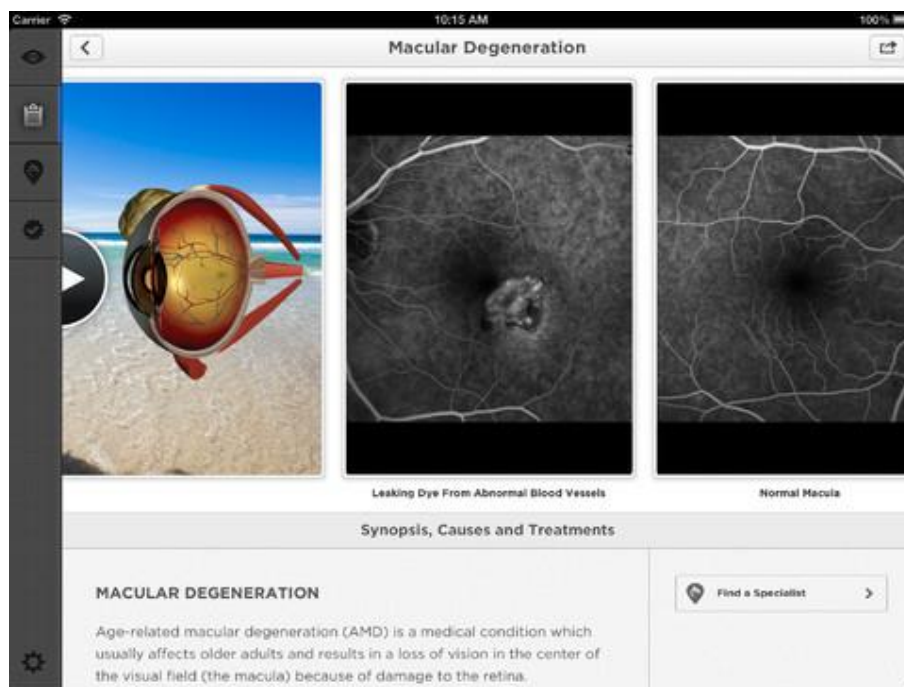 Carrier 10:15 AM 100%
Macular Degeneration
Leaking Dye From Abnormal Blood Vessels
Normal Macula
Synopsis, Causes and Treatments
MACULAR DEGENERATION
Find a Specialist
Age-related macular degeneration (AMD) is a medical condition which
usually affects older adults and results in a loss of vision in the center of
the visual field (the macula) because of damage to the retina.